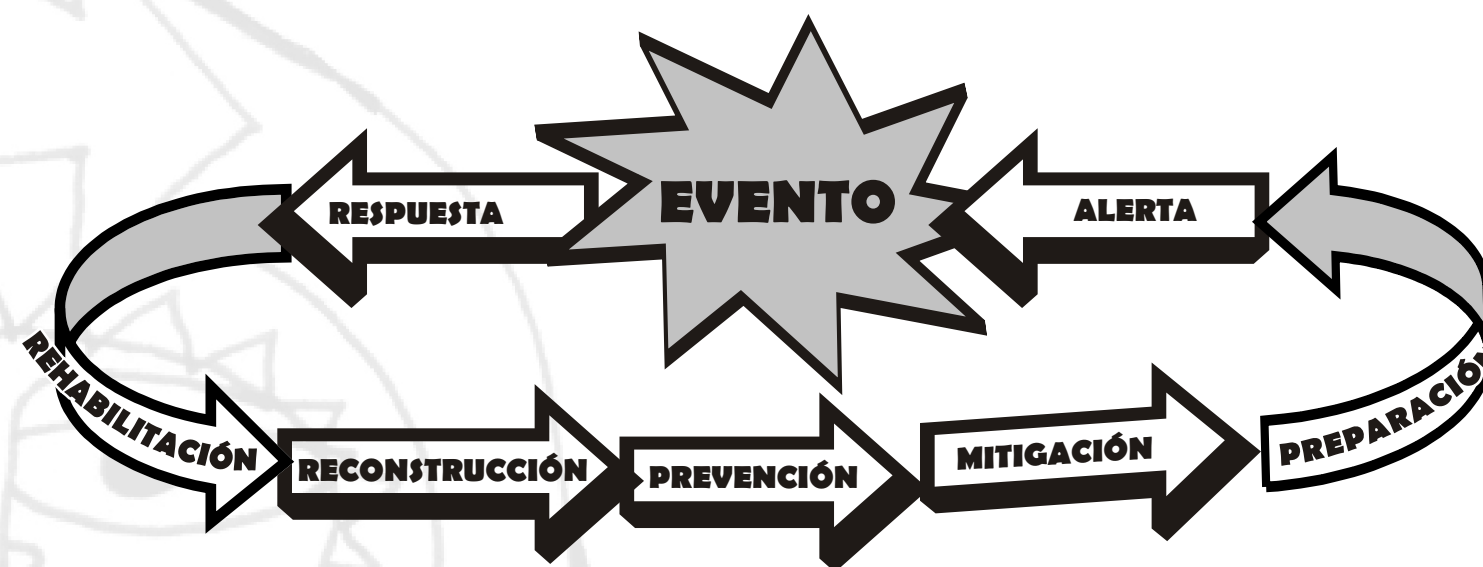 EVENTO
RESPUESTA
ALERTA
REHABILITACIÓN
RECONSTRUCCIÓN
PREVENCIÓN
MITIGACIÓN
PREPARACIÓN